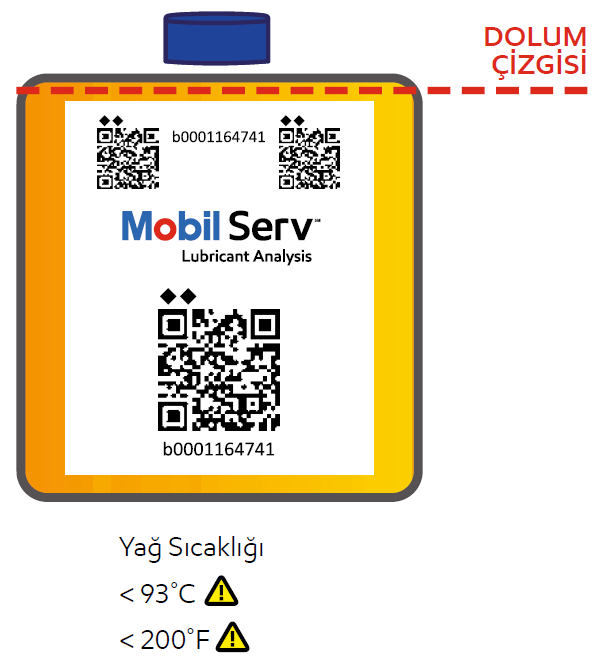 DOLUM
ÇİZGİSİ
b0001164741
Mobil Serv℠
Lubricant Analysis
b0001164741
Yağ Sıcaklığı
< 93°C
< 200°F